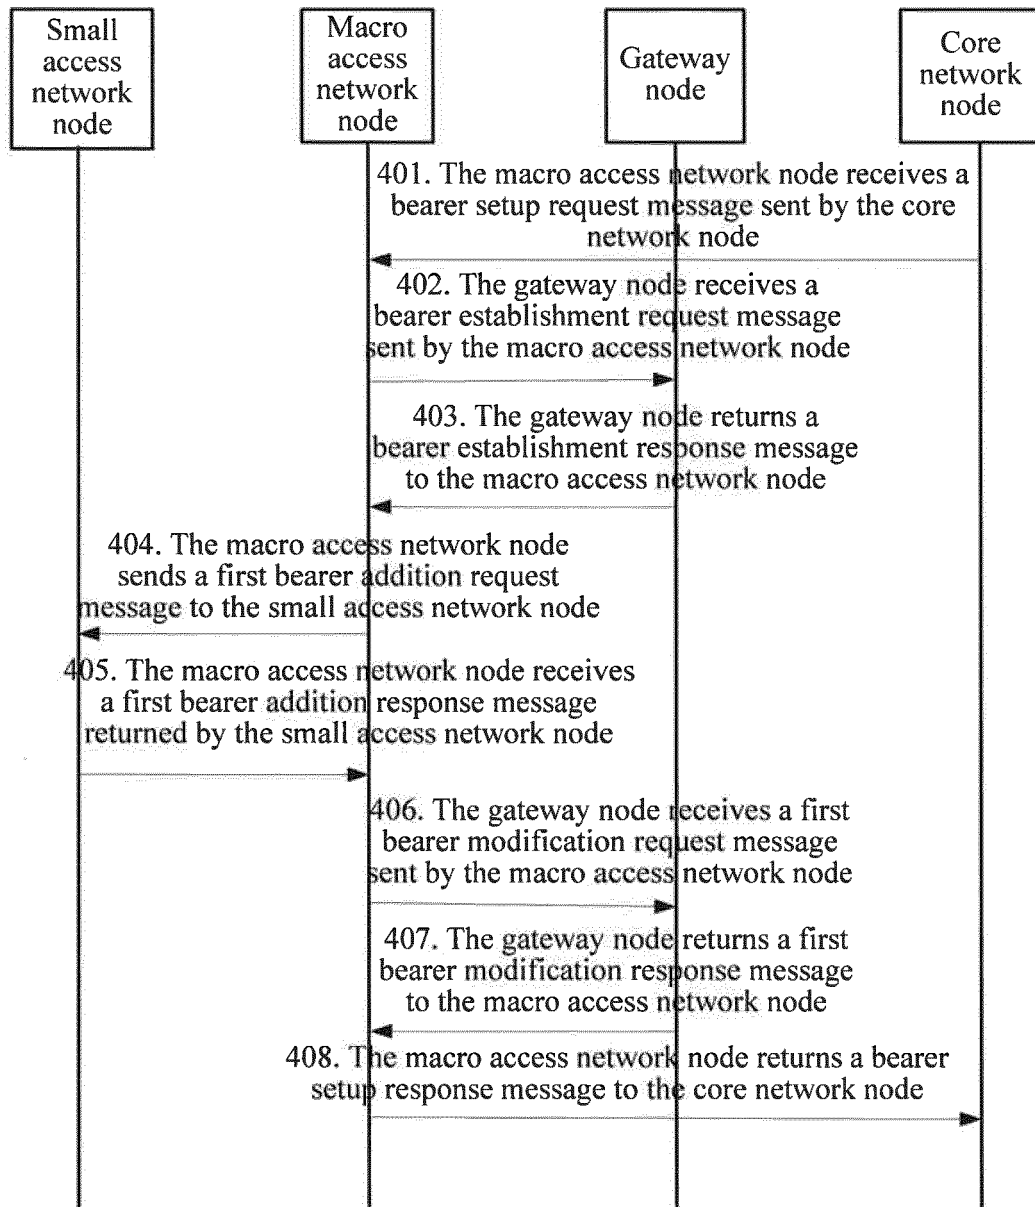 Small
access
network
node
Macro
access
network
node
Gateway
node
Core
network
node
401. The macro access network node receives a
bearer setup request message sent by the core
network node
402. The gateway node receives a
bearer establishment request message
sent by the macro access network node
403. The gateway node returns a
bearer establishment response message
to the macro access network node
404. The macro access network node
sends a first bearer addition request
message to the small access network node
405. The macro access network node receives
a first bearer addition response message
returned by the small access network node
406. The gateway node receives a first
bearer modification request message
sent by the macro access network node
407. The gateway node returns a first
bearer modification response message
to the macro access network node
408. The macro access network node returns a bearer
setup response message to the core network node